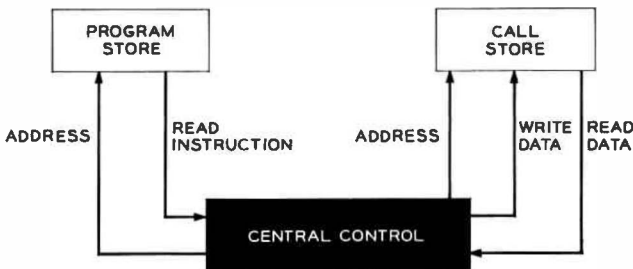 PROGRAM
STORE
CALL
STORE
ADDRESS
READ
INSTRUCTION
ADDRESS
WRITE
DATA
READ
DATA
CENTRAL CONTROL